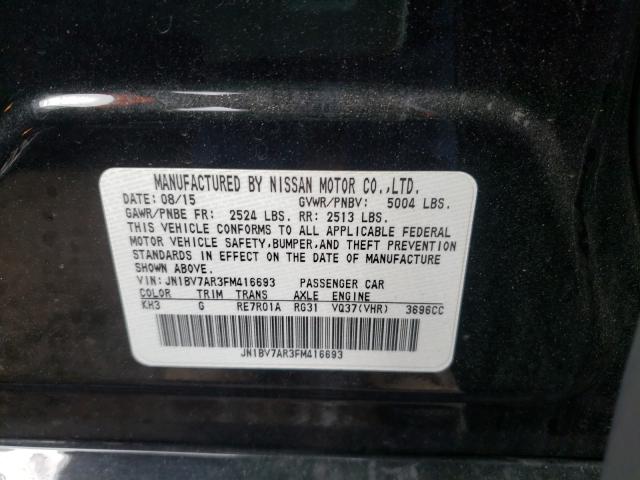 MANUFACTURED BY NISSAN MOTOR CO.,LTD.
DATE: 08/15 GVWR/PNBV: 5004 LBS.
GAWR/PNBE FR: 2524 LBS. RR: 2513 LBS.
THIS VEHICLE CONFORMS TO ALL APPLICABLE FEDERAL
MOTOR VEHICLE SAFETY,BUMPER,AND THEFT PREVENTION
STANDARDS IN EFFECT ON THE DATE OF MANUFACTURE
SHOWN ABOVE.
VIN: JN1BV7AR3FM416693 PASSENGER CAR
COLOR TRIM TRANS AXLE ENGINE
KH3 G RE7R01A RG31 VQ37(VHR) 3696CC
JN1BV7AR3FM416693